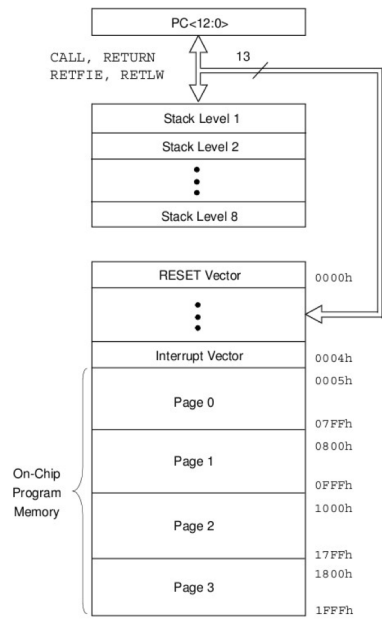 PC<12:0>
CALL, RETURN
RETFIE, RETLW
13
Stack Level 1
Stack Level 2
Stack Level 8
RESET Vector
0000h
Interrupt Vector
0004h
0005h
Page 0
07FFh
0800h
Page 1
0FFFh
On-Chip
Program
Memory
1000h
Page 2
17FFh
1800h
Page 3
1FFFh